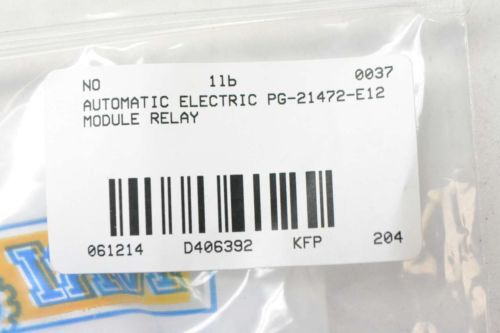 NO 1lb 0037
AUTOMATIC ELECTRIC PG-21472-E12
MODULE RELAY
061214 D406392 KFP 204